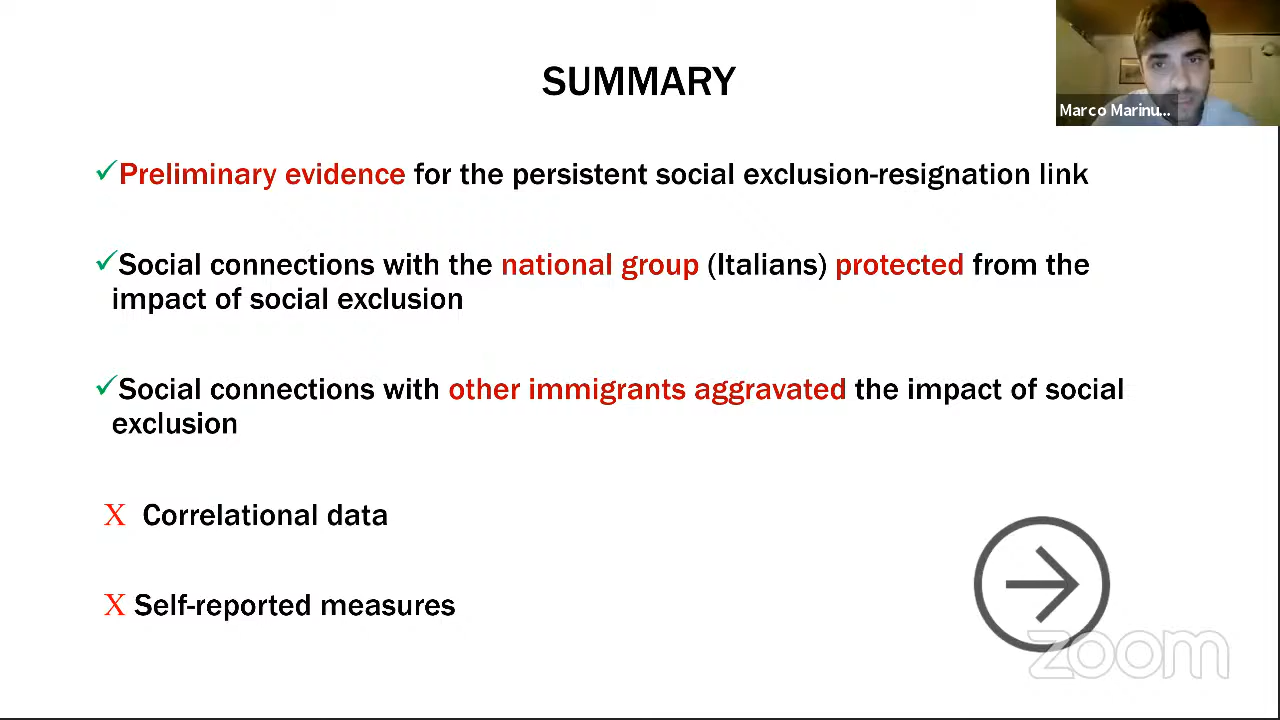 SUMMARY
Marco Marinu...
✓Preliminary evidence for the persistent social exclusion-resignation link
✓Social connections with the national group (Italians) protected from the
impact of social exclusion
✓Social connections with other immigrants aggravated the impact of social
exclusion
X Correlational data
X Self-reported measures
zoom